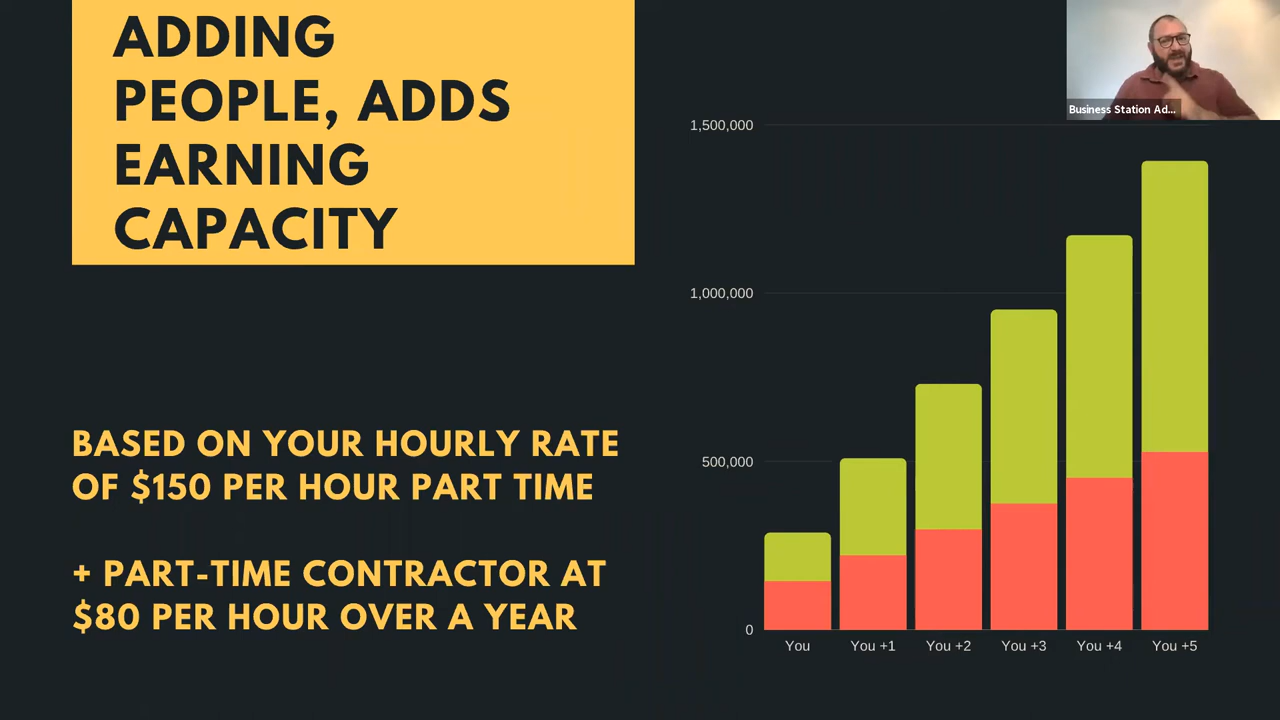 ADDING
PEOPLE, ADDS
EARNING
CAPACITY
BASED ON YOUR HOURLY RATE
OF $150 PER HOUR PART TIME
+ PART-TIME CONTRACTOR AT
$80 PER HOUR OVER A YEAR
Business Station Ad...
1,500,000
1,000,000
500,000
0
You You +1 You +2 You +3 You +4 You +5